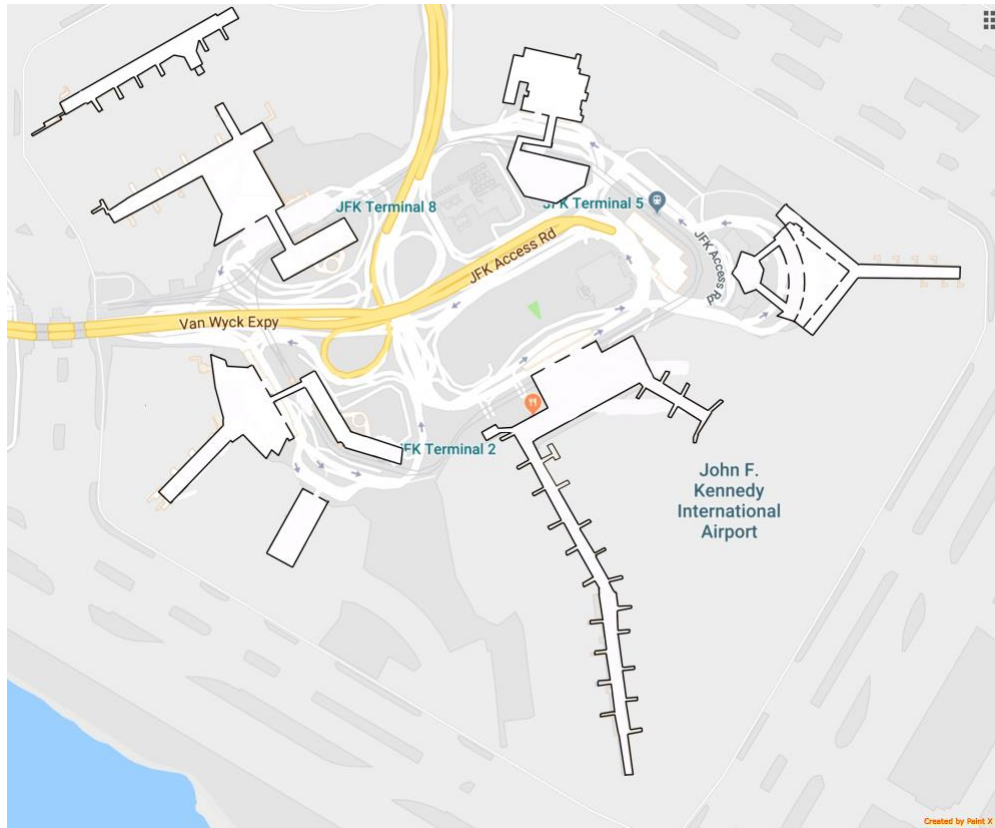 JFK Terminal 8
JFK Terminal 5
JFK Access Rd
JFK Access Rd
Van Wyck Expy
JFK Terminal 2
John F.
Kennedy
International
Airport
Created by Paint X